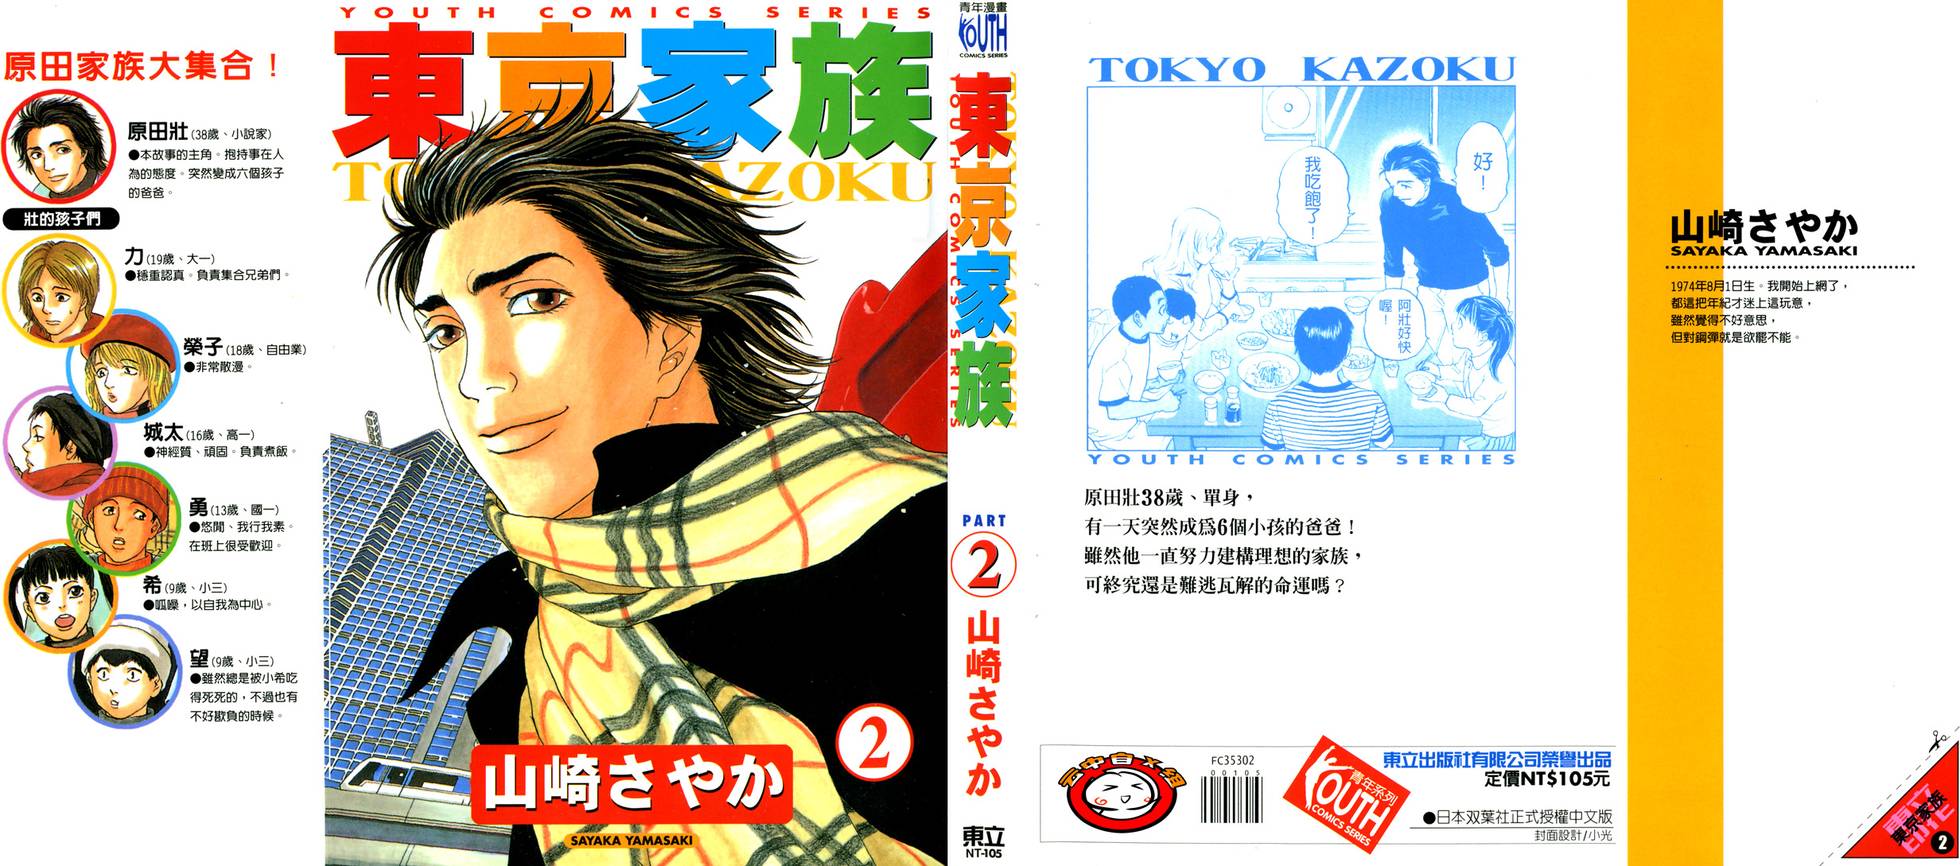 原田家族大集合！
原田壯(38歲、小說家)
●本故事的主角。抱持事在人
為的態度。突然變成六個孩子
的爸爸。
壯的孩子們
力(19歲、大一)
●穩重認真。負責集合兄弟們。
榮子(18歲、自由業)
●非常散漫。
城太(16歲、高一)
●神經質、頑固。負責煮飯。
勇(13歲、國一)
●悠閒、我行我素。
在班上很受歡迎。
希(9歲、小三)
●呱噪，以自我為中心。
望(9歲、小三)
●雖然總是被小希吃
得死死的，不過也有
不好欺負的時候。
YOUTH COMICS SERIES
東京家族
TOKYO KAZOKU
2
山崎さやか
SAYAKA YAMASAKI
青年漫畫
YOUTH
COMICS SERIES
東京家族
TOKYO KAZOKU
YOUTH COMICS SERIES
PART
2
山崎さやか
東立
NT-105
TOKYO KAZOKU
好！
我吃飽了！
阿壯好快
喔！
YOUTH COMICS SERIES
原田壯38歲、單身，
有一天突然成爲6個小孩的爸爸！
雖然他一直努力建構理想的家族，
可終究還是難逃瓦解的命運嗎？
FC35302
00105
青年系列
YOUTH
COMICS SERIES
東立出版社有限公司榮譽出品
定價NT$105元
●日本双葉社正式授權中文版
封面設計/小光
山崎さやか
SAYAKA YAMASAKI
1974年8月1日生。我開始上網了，
都這把年紀才迷上這玩意，
雖然覺得不好意思，
但對鋼彈就是欲罷不能。
東京家族
2